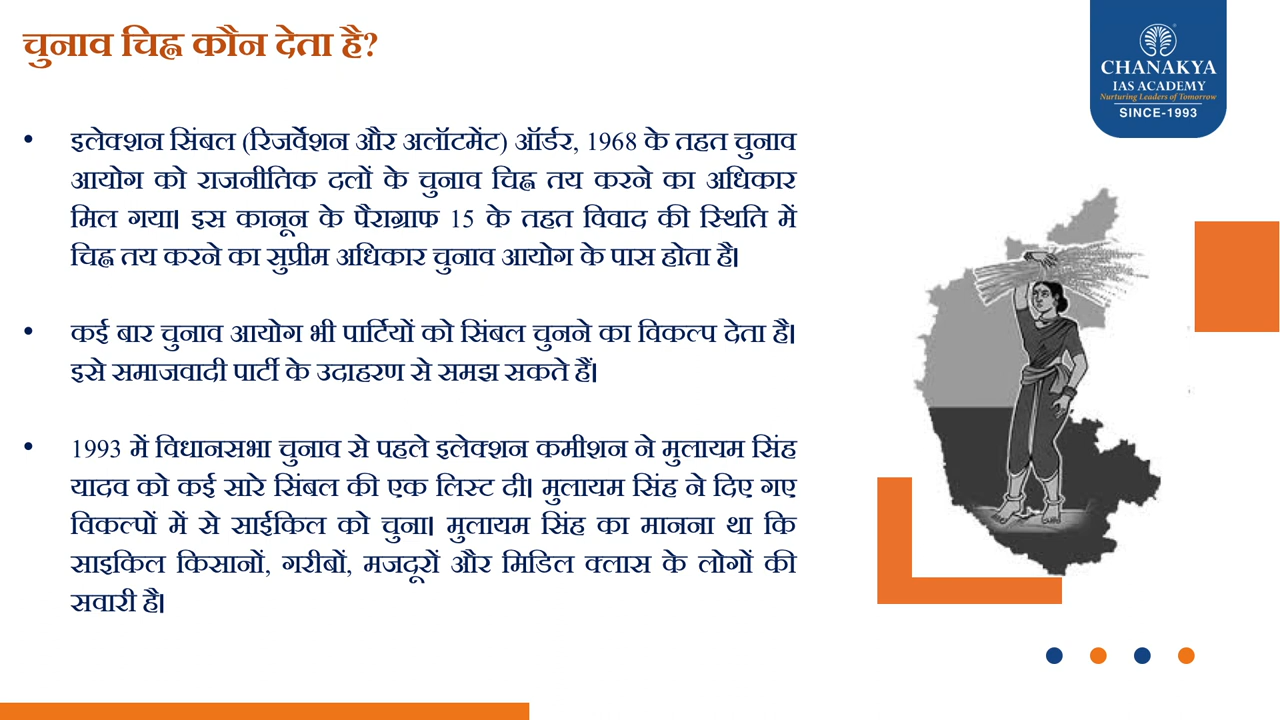 चुनाव चिह्न कौन देता है?
CHANAKYA
IAS ACADEMY
Nurturing Leaders of Tomorrow
SINCE-1993
• इलेक्शन सिंबल (रिजर्वेशन और अलॉटमेंट) ऑर्डर, 1968 के तहत चुनाव
आयोग को राजनीतिक दलों के चुनाव चिह्न तय करने का अधिकार
मिल गया। इस कानून के पैराग्राफ 15 के तहत विवाद की स्थिति में
चिह्न तय करने का सुप्रीम अधिकार चुनाव आयोग के पास होता है।
• कई बार चुनाव आयोग भी पार्टियों को सिंबल चुनने का विकल्प देता है।
इसे समाजवादी पार्टी के उदाहरण से समझ सकते हैं।
• 1993 में विधानसभा चुनाव से पहले इलेक्शन कमीशन ने मुलायम सिंह
यादव को कई सारे सिंबल की एक लिस्ट दी। मुलायम सिंह ने दिए गए
विकल्पों में से साईकिल को चुना। मुलायम सिंह का मानना था कि
साइकिल किसानों, गरीबों, मजदूरों और मिडिल क्लास के लोगों की
सवारी है।